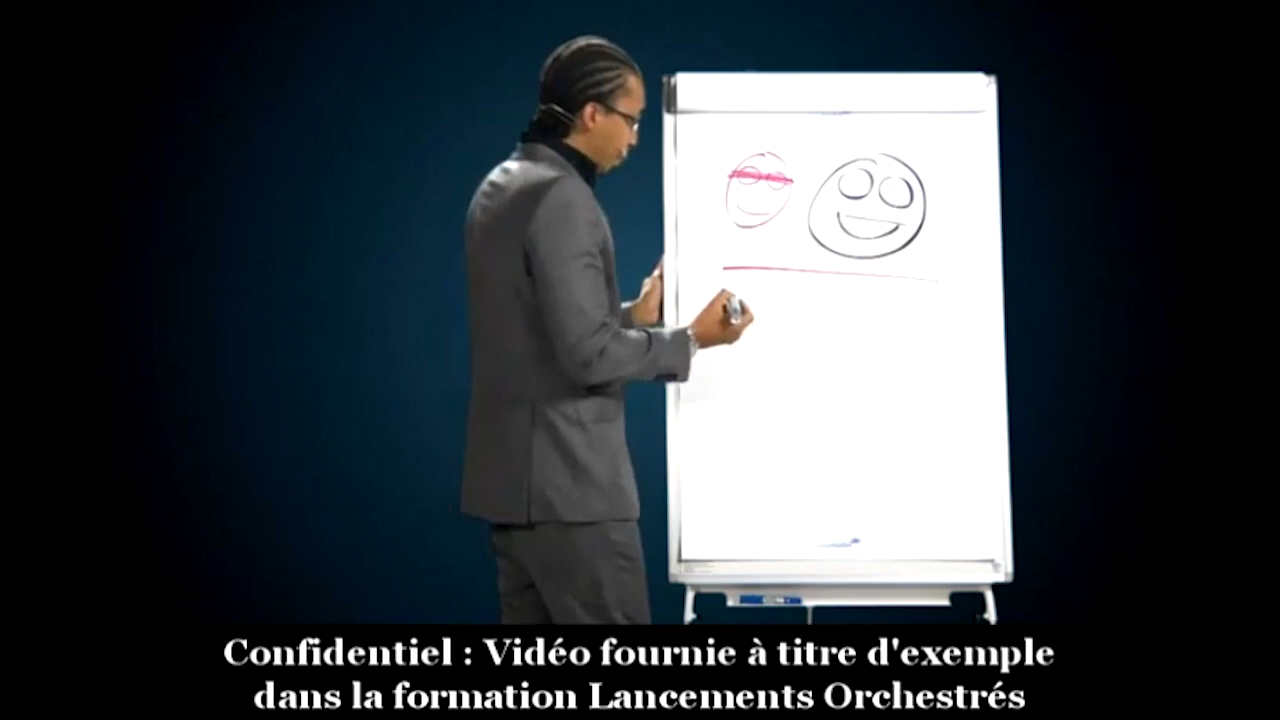 Confidentiel : Vidéo fournie à titre d'exemple
dans la formation Lancements Orchestrés